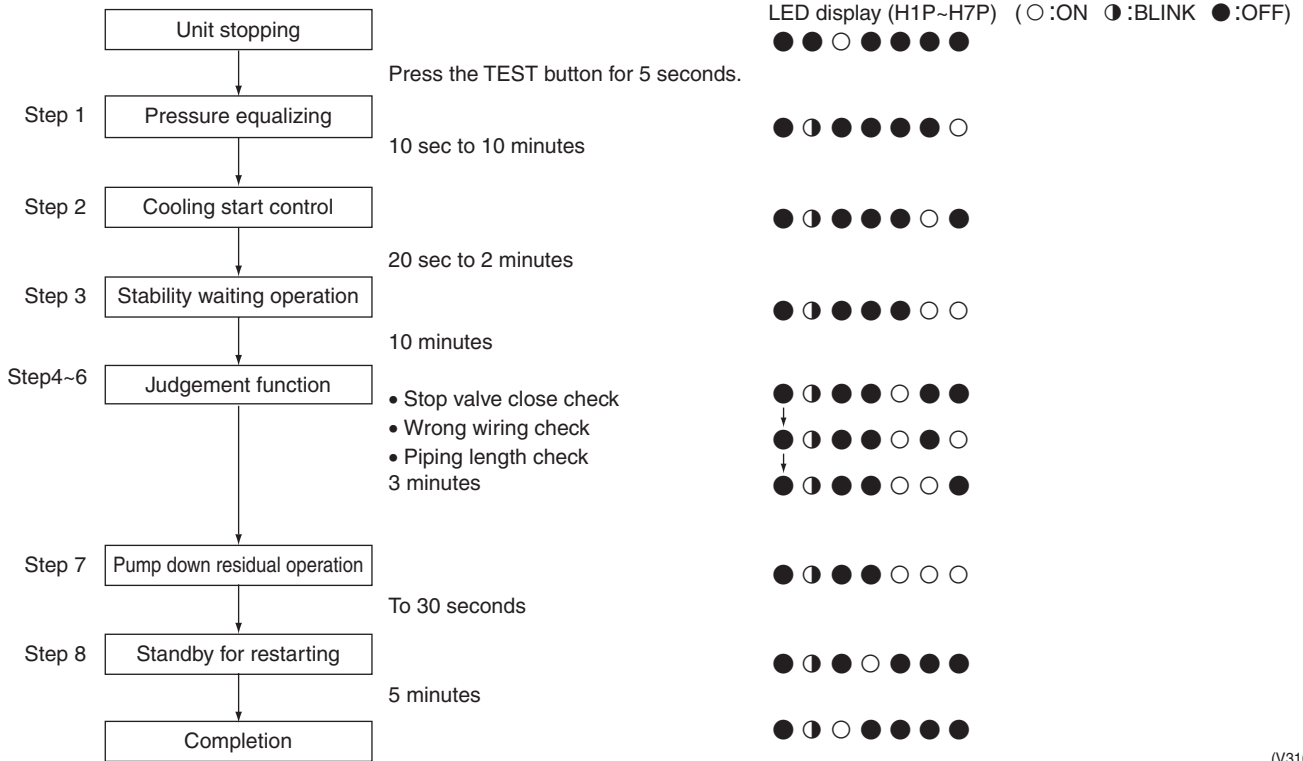 LED display (H1P~H7P) ( ○ :ON ◑ :BLINK ● :OFF)
Unit stopping
● ● ○ ● ● ● ●
Press the TEST button for 5 seconds.
Step 1 Pressure equalizing
● ◑ ● ● ● ● ○
10 sec to 10 minutes
Step 2 Cooling start control
● ◑ ● ● ● ○ ●
20 sec to 2 minutes
Step 3 Stability waiting operation
● ◑ ● ● ● ○ ○
10 minutes
Step4~6 Judgement function
• Stop valve close check
● ◑ ● ● ○ ● ●
• Wrong wiring check
● ◑ ● ● ○ ● ○
• Piping length check
3 minutes
● ◑ ● ● ○ ○ ●
Step 7 Pump down residual operation
● ◑ ● ● ○ ○ ○
To 30 seconds
Step 8 Standby for restarting
● ◑ ● ○ ● ● ●
5 minutes
Completion
● ◑ ○ ● ● ● ●